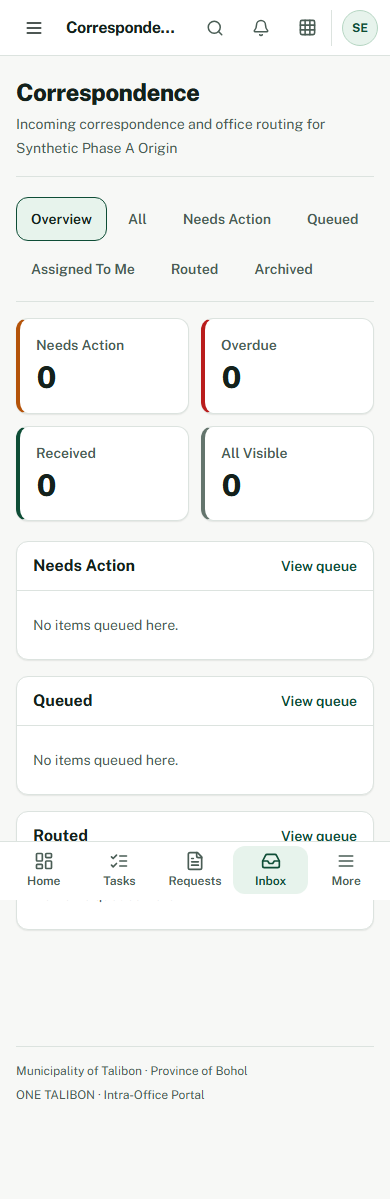 Corresponde...
SE
Correspondence
Incoming correspondence and office routing for
Synthetic Phase A Origin
Overview
All
Needs Action
Queued
Assigned To Me
Routed
Archived
Needs Action
0
Overdue
0
Received
0
All Visible
0
Needs Action
View queue
No items queued here.
Queued
View queue
No items queued here.
Routed
View queue
Home
Tasks
Requests
Inbox
More
Municipality of Talibon · Province of Bohol
ONE TALIBON · Intra-Office Portal